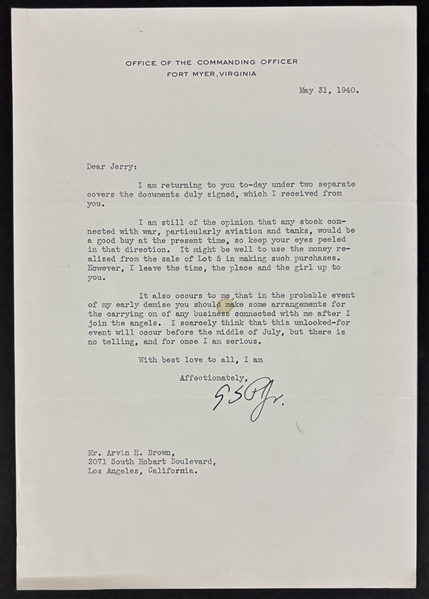 OFFICE OF THE COMMANDING OFFICER
FORT MYER, VIRGINIA
May 31, 1940.
Dear Jerry:
I am returning to you to-day under two separate
covers the documents duly signed, which I received from
you.
I am still of the opinion that any stock con-
nected with war, particularly aviation and tanks, would be
a good buy at the present time, so keep your eyes peeled
in that direction. It might be well to use the money re-
alized from the sale of Lot 5 in making such purchases.
However, I leave the time, the place and the girl up to
you.
It also occurs to me that in the probable event
of my early demise you should make some arrangements for
the carrying on of any business connected with me after I
join the angels. I scarcely think that this unlooked-for
event will occur before the middle of July, but there is
no telling, and for once I am serious.
With best love to all, I am
Affectionately,
GSPJr.
Mr. Arvin H. Brown,
2071 South Hobart Boulevard,
Los Angeles, California.